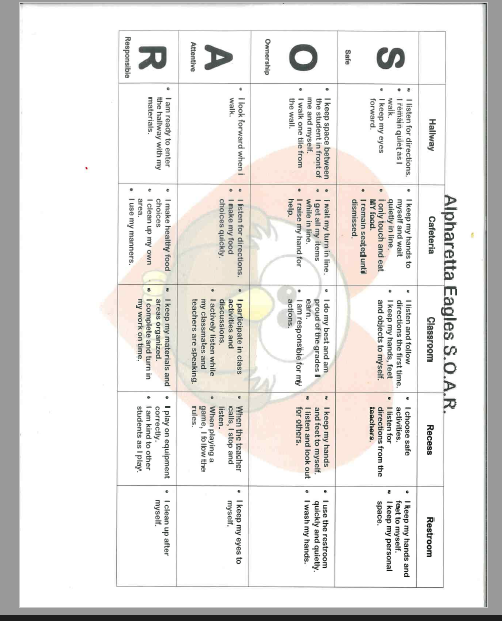 Alpharetta Eagles S.O.A.R.
Hallway
Cafeteria
Classroom
Recess
Restroom
S
Safe
• I listen for directions.
• I remain quiet as I
walk.
• I keep my eyes
forward.
• I keep my hands to
myself and wait
quietly in line.
• I only touch and eat
MY food.
• I remain seated until
dismissed.
• I listen and follow
directions the first time.
• I keep my hands, feet
and objects to myself.
• I choose safe
activities.
• I listen for
directions from the
teachers.
• I keep my hands and
feet to myself.
• I keep my personal
space.
O
Ownership
• I keep space between
the student in front of
me and myself.
• I walk one tile from
the wall.
• I wait my turn in line.
• I get all my items
while in line.
• I raise my hand for
help.
• I do my best and am
proud of the grades I
earn.
• I am responsible for my
actions.
• I keep my hands
and feet to myself.
• I listen and look out
for others.
• I use the restroom
quickly and quietly.
• I wash my hands.
A
Attentive
• I look forward when I
walk.
• I listen for directions.
• I make my food
choices quickly.
• I participate in class
activities and
discussions.
• I actively listen while
my classmates and
teachers are speaking.
• When the teacher
calls, I stop and
listen.
• When playing a
game, I follow the
rules.
• I keep my eyes to
myself.
R
Responsible
• I am ready to enter
the hallway with my
materials.
• I make healthy food
choices
• I clean up my own
area.
• I use my manners.
• I keep my materials and
areas organized.
• I complete and turn in
my work on time.
• I play on equipment
correctly.
• I am kind to other
students as I play.
• I clean up after
myself.